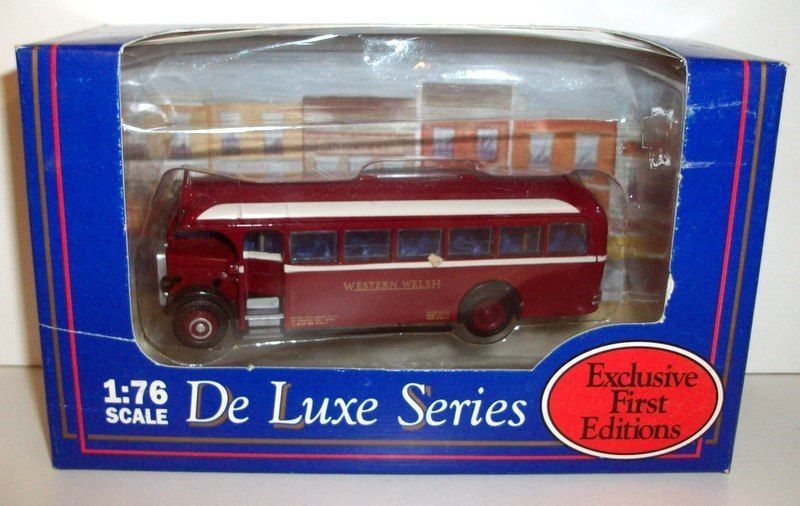 WESTERN WELSH
1:76
SCALE
De Luxe Series
Exclusive
First
Editions